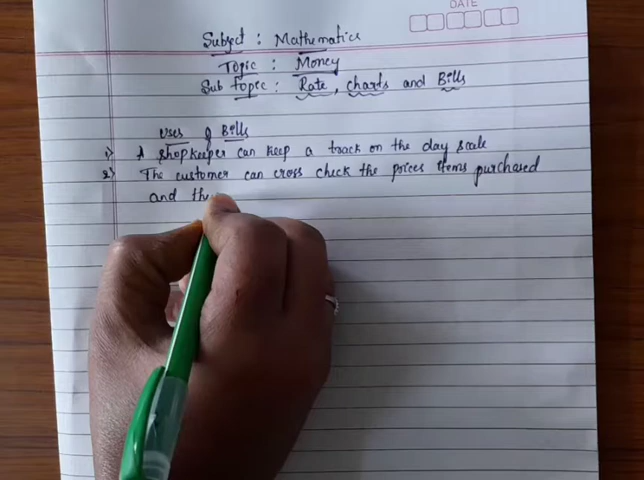 DATE
Subject : Mathematics
Topic : Money
Sub topic : Rate, charts and Bills
Uses of Bills
1) A shopkeeper can keep a track on the day scale
2) The customer can cross check the prices items purchased
and the